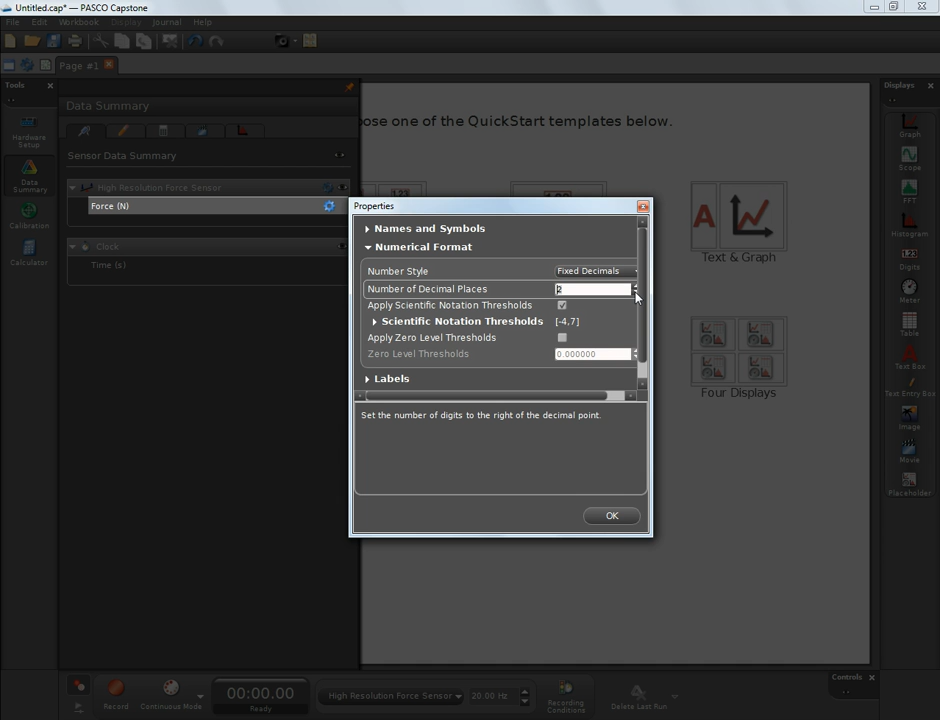 Untitled.cap* — PASCO Capstone
File Edit Workbook Display Journal Help
Page #1
Tools
Displays
Data Summary
Hardware Setup
Data Summary
Calibration
Calculator
Sensor Data Summary
High Resolution Force Sensor
Force (N)
Clock
Time (s)
ose one of the QuickStart templates below.
Text & Graph
Four Displays
Properties
Names and Symbols
Numerical Format
Number Style Fixed Decimals
Number of Decimal Places 2
Apply Scientific Notation Thresholds
Scientific Notation Thresholds [-4,7]
Apply Zero Level Thresholds
Zero Level Thresholds 0.000000
Labels
Set the number of digits to the right of the decimal point.
OK
Graph
Scope
FFT
Histogram
Digits
Meter
Table
Text Box
Text Entry Box
Image
Movie
Placeholder
Record
Continuous Mode
00:00.00
Ready
High Resolution Force Sensor
20.00 Hz
Recording Conditions
Delete Last Run
Controls